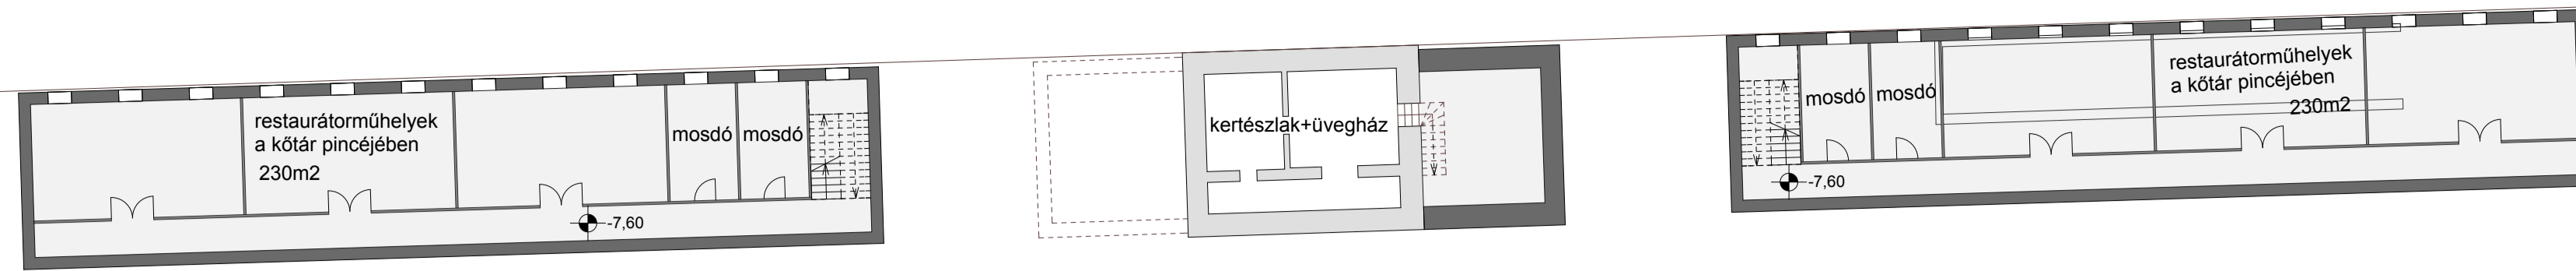 restaurátorműhelyek
a kőtár pincéjében
230m2
mosdó
mosdó
-7,60
kertészlak+üvegház
mosdó
mosdó
-7,60
restaurátorműhelyek
a kőtár pincéjében
230m2